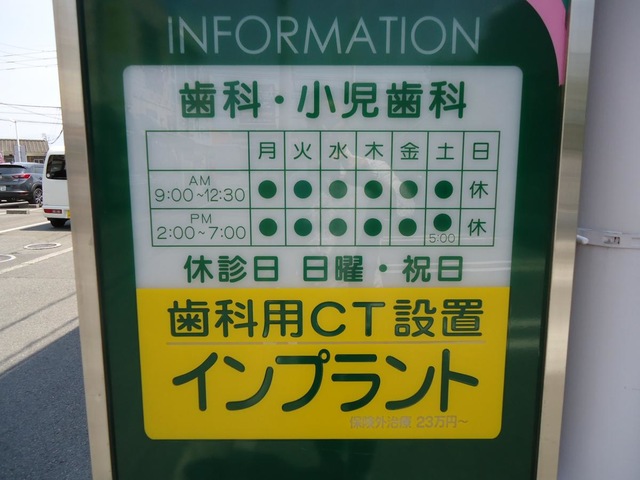 INFORMATION
歯科・小児歯科
月 火 水 木 金 土 日
AM 9:00~12:30 ● ● ● ● ● ● 休
PM 2:00~7:00 ● ● ● ● ● ● 5:00 休
休診日 日曜・祝日
歯科用CT設置
インプラント
保険外治療 23万円~